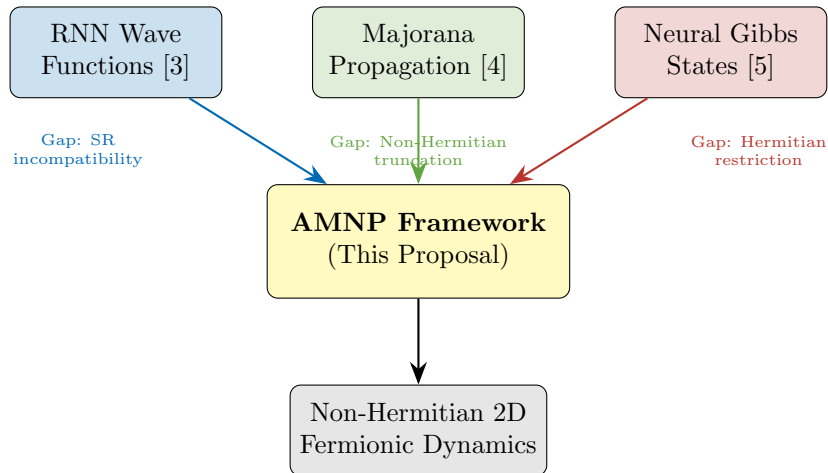 RNN Wave
Functions [3]
Majorana
Propagation [4]
Neural Gibbs
States [5]
Gap: SR
incompatibility
Gap: Non-Hermitian
truncation
Gap: Hermitian
restriction
AMNP Framework
(This Proposal)
Non-Hermitian 2D
Fermionic Dynamics